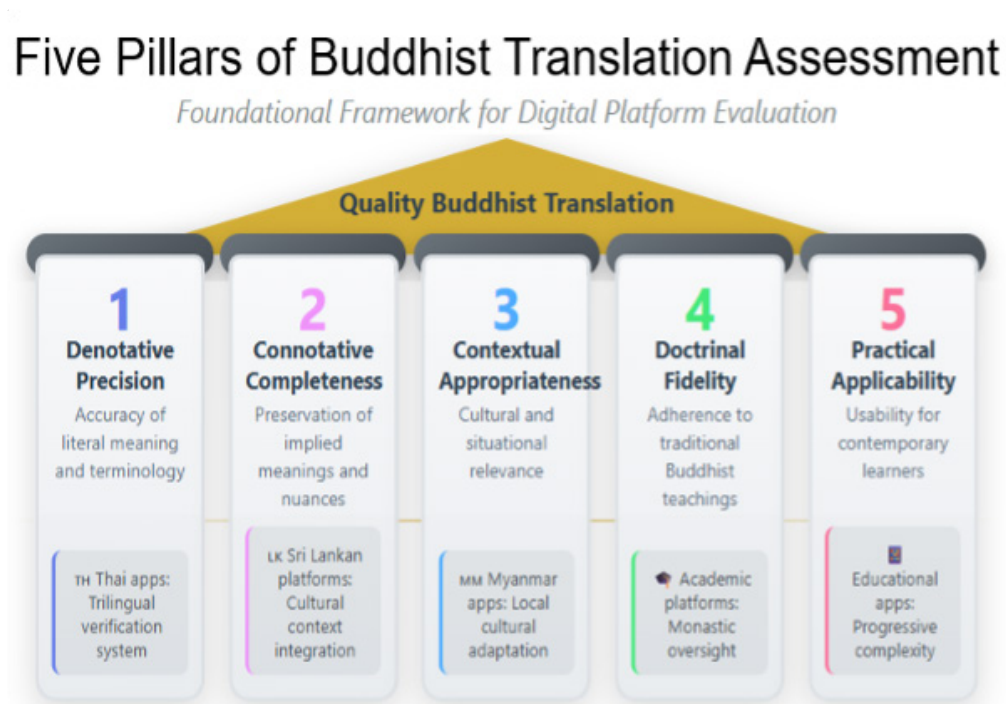 Five Pillars of Buddhist Translation Assessment
Foundational Framework for Digital Platform Evaluation
Quality Buddhist Translation
1
Denotative
Precision
Accuracy of
literal meaning
and terminology
TH Thai apps:
Trilingual
verification
system
2
Connotative
Completeness
Preservation of
implied
meanings and
nuances
LK Sri Lankan
platforms:
Cultural
context
integration
3
Contextual
Appropriateness
Cultural and
situational
relevance
MM Myanmar
apps: Local
cultural
adaptation
4
Doctrinal
Fidelity
Adherence to
traditional
Buddhist
teachings
Academic
platforms:
Monastic
oversight
5
Practical
Applicability
Usability for
contemporary
learners
Educational
apps:
Progressive
complexity